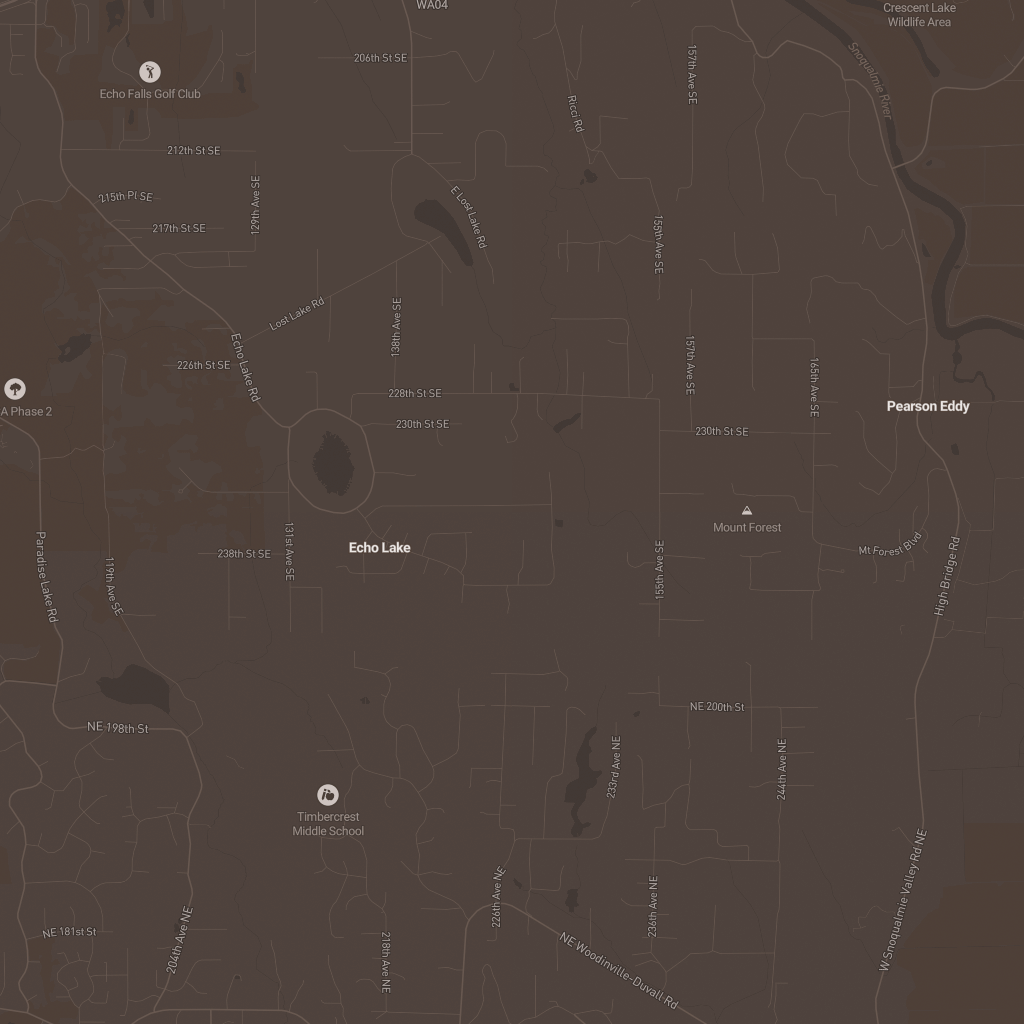 WA04
Crescent Lake
Wildlife Area
206th St SE
157th Ave SE
Snoqualmie River
Echo Falls Golf Club
Ricci Rd
212th St SE
215th Pl SE
129th Ave SE
E Lost Lake Rd
217th St SE
155th Ave SE
Lost Lake Rd
138th Ave SE
Echo Lake Rd
226th St SE
157th Ave SE
165th Ave SE
A Phase 2
228th St SE
Pearson Eddy
230th St SE
230th St SE
Mount Forest
131st Ave SE
Paradise Lake Rd
238th St SE
Echo Lake
119th Ave SE
155th Ave SE
Mt Forest Blvd
High Bridge Rd
NE 200th St
NE 198th St
233rd Ave NE
244th Ave NE
Timbercrest
Middle School
226th Ave NE
236th Ave NE
W Snoqualmie Valley Rd NE
NE 181st St
204th Ave NE
218th Ave NE
NE Woodinville-Duvall Rd